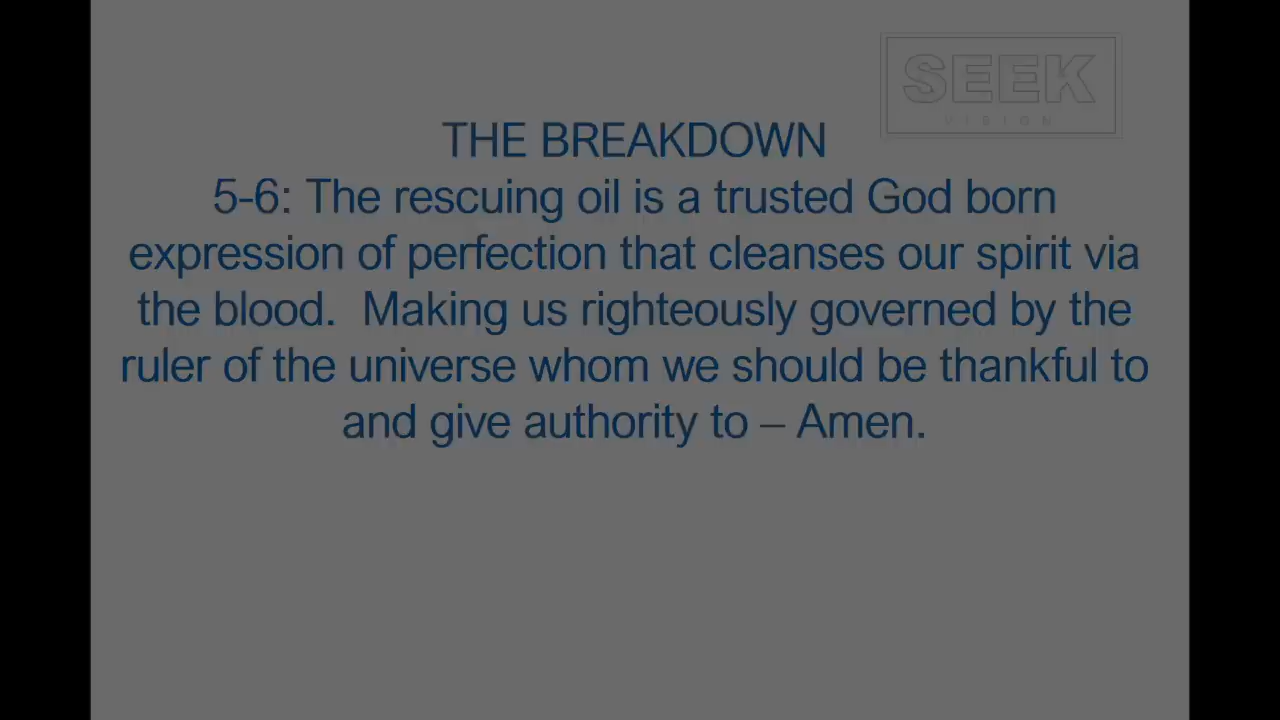 SEEK
VISION
THE BREAKDOWN
5-6: The rescuing oil is a trusted God born
expression of perfection that cleanses our spirit via
the blood.  Making us righteously governed by the
ruler of the universe whom we should be thankful to
and give authority to – Amen.